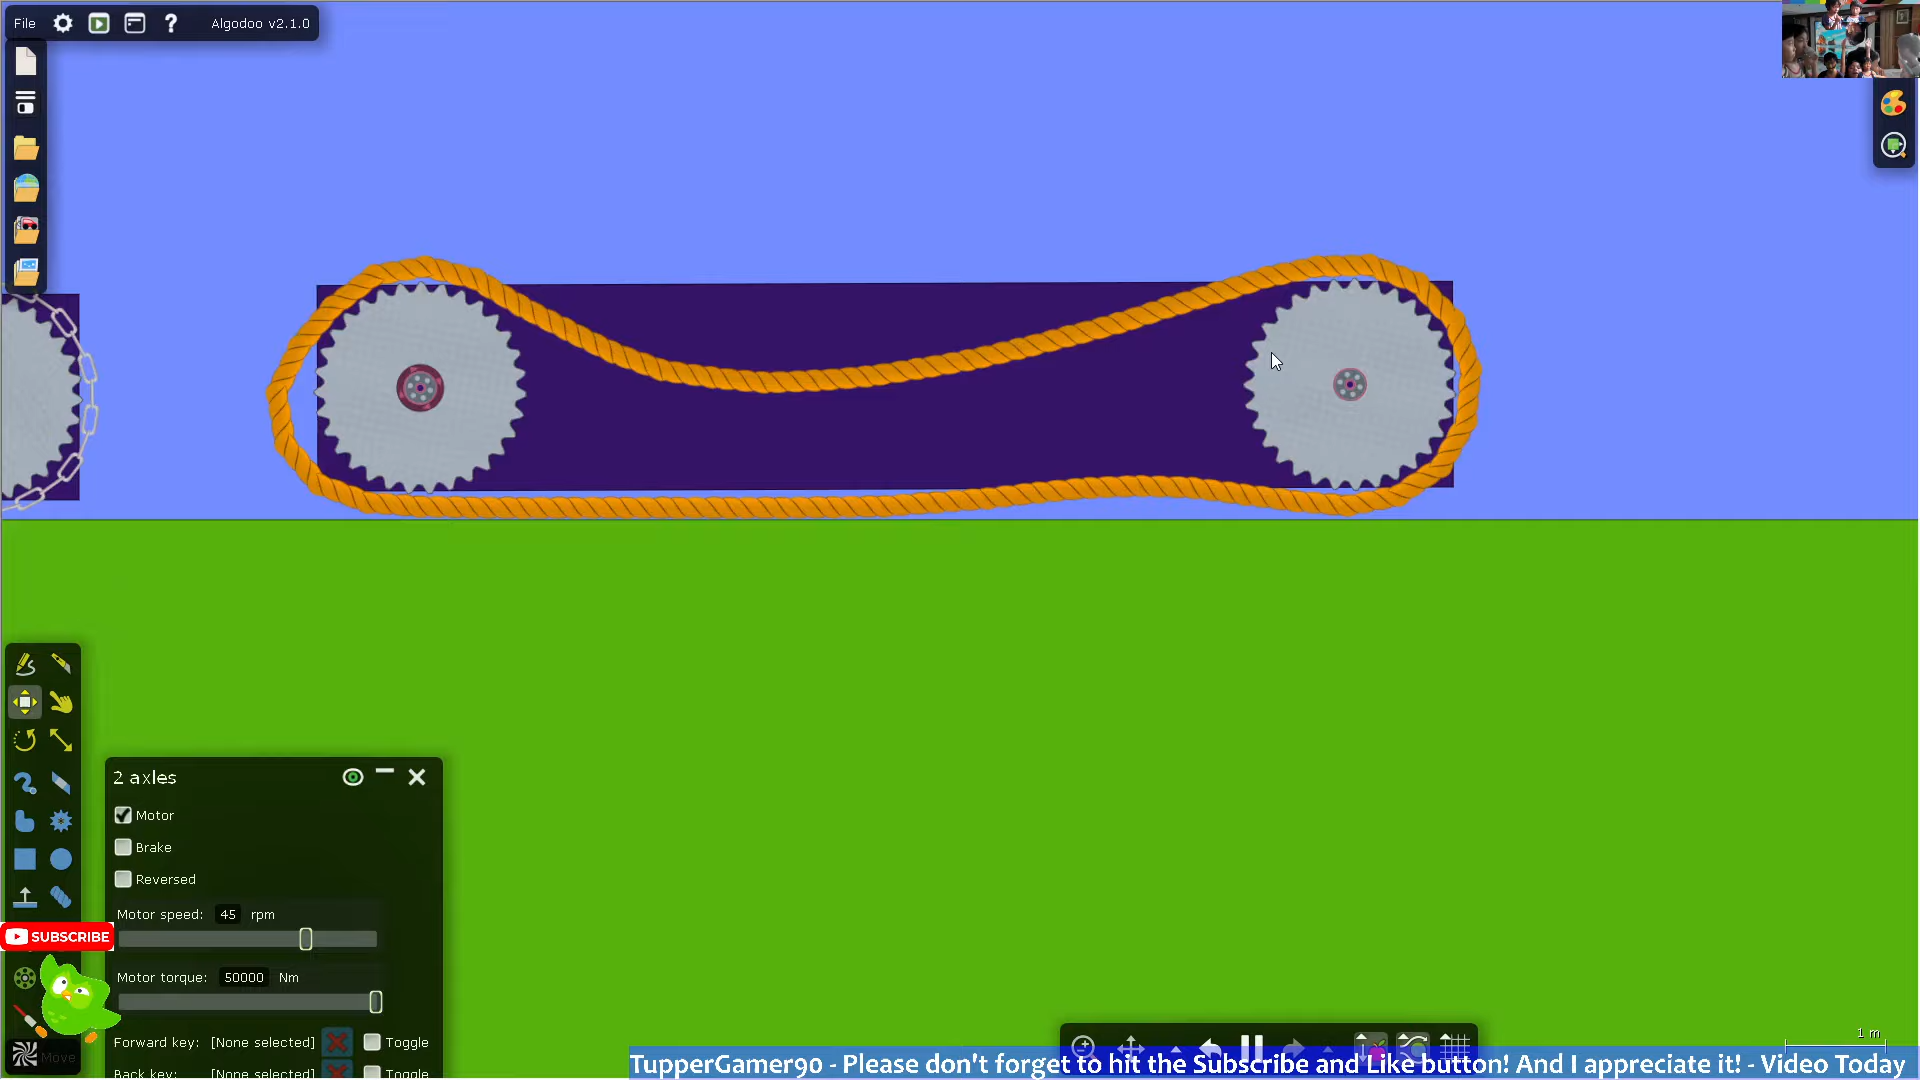 File
Algodoo v2.1.0
2 axles
Motor
Brake
Reversed
Motor speed: 45 rpm
SUBSCRIBE
Motor torque: 50000 Nm
Forward key: [None selected] Toggle
Back key: [None selected] Toggle
Move
1 m
TupperGamer90 - Please don't forget to hit the Subscribe and Like button! And I appreciate it! - Video Today